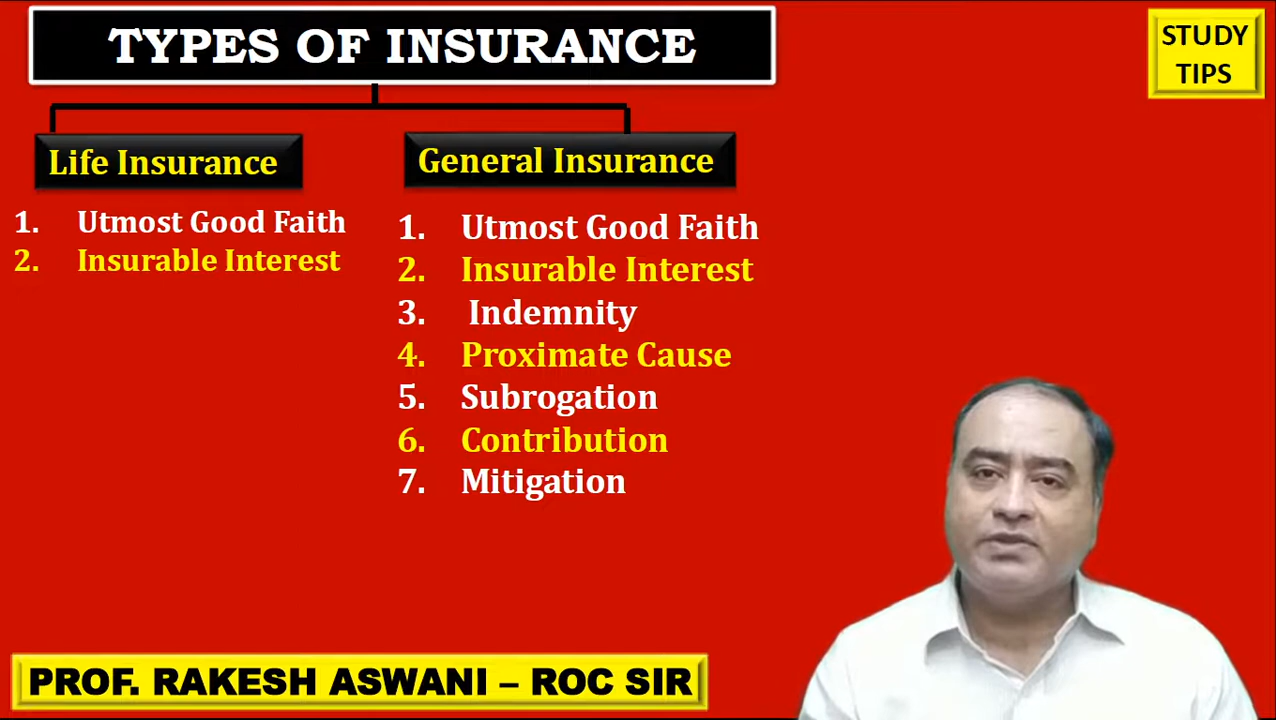 TYPES OF INSURANCE
STUDY
TIPS
Life Insurance
1. Utmost Good Faith
2. Insurable Interest
General Insurance
1. Utmost Good Faith
2. Insurable Interest
3. Indemnity
4. Proximate Cause
5. Subrogation
6. Contribution
7. Mitigation
PROF. RAKESH ASWANI – ROC SIR